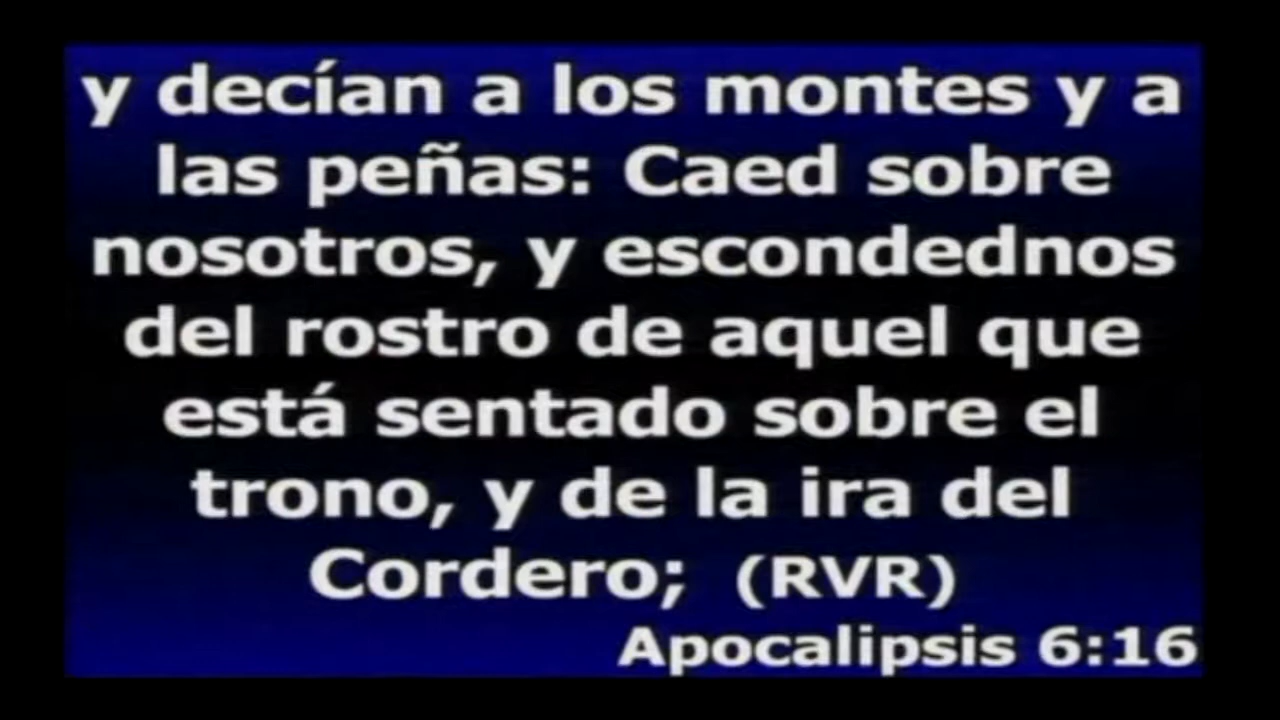 y decían a los montes y a
las peñas: Caed sobre
nosotros, y escondednos
del rostro de aquel que
está sentado sobre el
trono, y de la ira del
Cordero; (RVR)
Apocalipsis 6:16